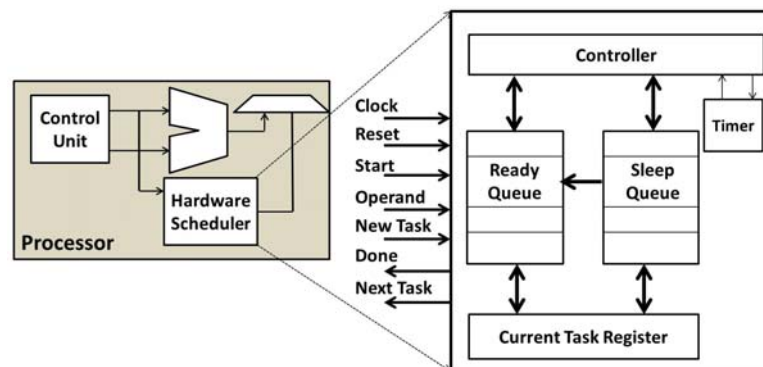 Control
Unit
Hardware
Scheduler
Processor
Clock
Reset
Start
Operand
New Task
Done
Next Task
Controller
Timer
Ready
Queue
Sleep
Queue
Current Task Register